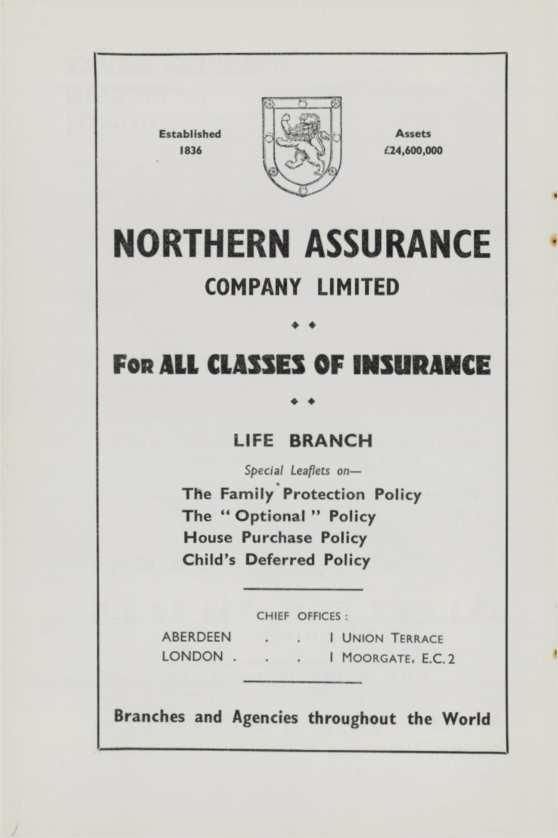 Established
1836
Assets
£24,600,000
NORTHERN ASSURANCE
COMPANY LIMITED
FOR ALL CLASSES OF INSURANCE
LIFE BRANCH
Special Leaflets on—
The Family Protection Policy
The “Optional” Policy
House Purchase Policy
Child's Deferred Policy
CHIEF OFFICES :
ABERDEEN . . 1 UNION TERRACE
LONDON . . . 1 MOORGATE, E.C.2
Branches and Agencies throughout the World